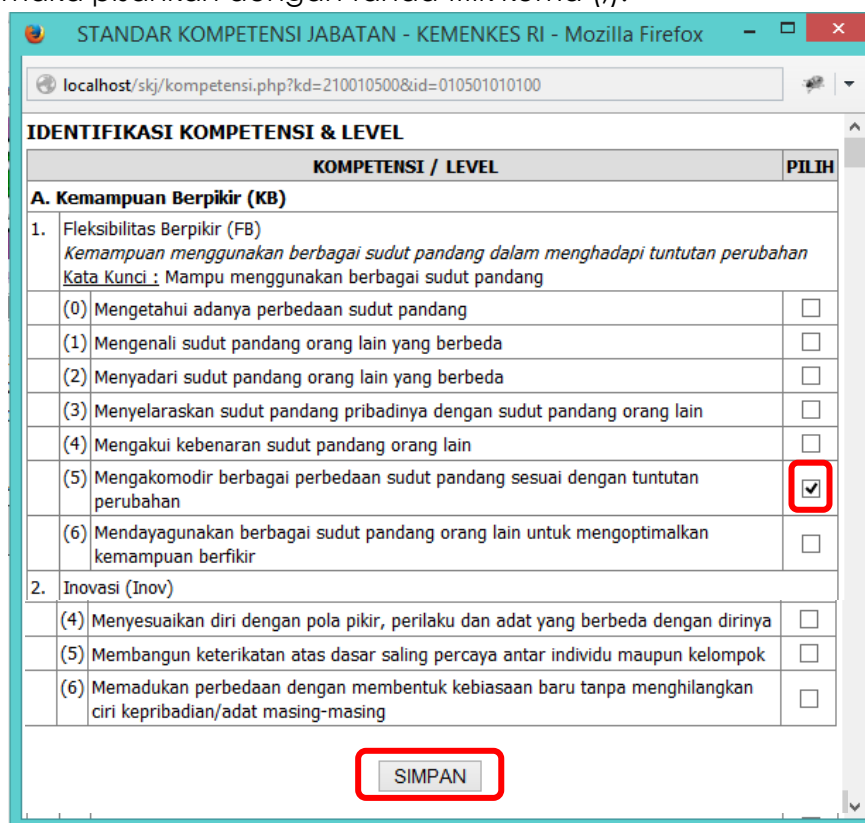 maka pisahkan dengan tanda titik koma (;).
STANDAR KOMPETENSI JABATAN - KEMENKES RI - Mozilla Firefox
localhost/skj/kompetensi.php?kd=210010500&id=010501010100
IDENTIFIKASI KOMPETENSI & LEVEL
KOMPETENSI / LEVEL PILIH
A. Kemampuan Berpikir (KB)
1. Fleksibilitas Berpikir (FB)
Kemampuan menggunakan berbagai sudut pandang dalam menghadapi tuntutan perubahan
Kata Kunci : Mampu menggunakan berbagai sudut pandang
(0) Mengetahui adanya perbedaan sudut pandang
(1) Mengenali sudut pandang orang lain yang berbeda
(2) Menyadari sudut pandang orang lain yang berbeda
(3) Menyelaraskan sudut pandang pribadinya dengan sudut pandang orang lain
(4) Mengakui kebenaran sudut pandang orang lain
(5) Mengakomodir berbagai perbedaan sudut pandang sesuai dengan tuntutan
perubahan
(6) Mendayagunakan berbagai sudut pandang orang lain untuk mengoptimalkan
kemampuan berfikir
2. Inovasi (Inov)
(4) Menyesuaikan diri dengan pola pikir, perilaku dan adat yang berbeda dengan dirinya
(5) Membangun keterikatan atas dasar saling percaya antar individu maupun kelompok
(6) Memadukan perbedaan dengan membentuk kebiasaan baru tanpa menghilangkan
ciri kepribadian/adat masing-masing
SIMPAN